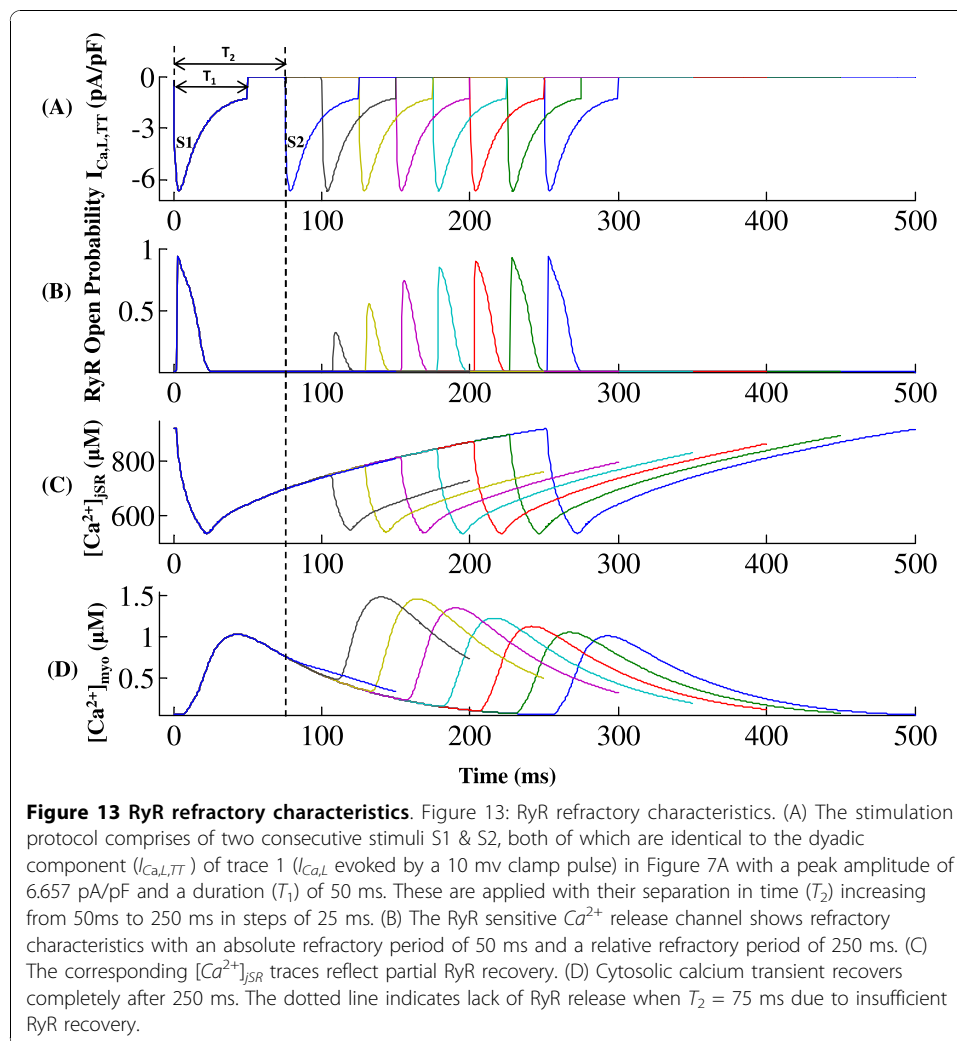 T₂
T₁
(A)
I_Ca,L,TT (pA/pF)
0
-3
-6
S1
S2
0 100 200 300 400 500
(B)
RyR Open Probability
1
0.5
0 100 200 300 400 500
(C)
[Ca²⁺]jSR (µM)
800
600
0 100 200 300 400 500
(D)
[Ca²⁺]myo (µM)
1.5
1
0.5
0 100 200 300 400 500
Time (ms)
Figure 13 RyR refractory characteristics. Figure 13: RyR refractory characteristics. (A) The stimulation
protocol comprises of two consecutive stimuli S1 & S2, both of which are identical to the dyadic
component (I_Ca,L,TT ) of trace 1 (I_Ca,L evoked by a 10 mv clamp pulse) in Figure 7A with a peak amplitude of
6.657 pA/pF and a duration (T₁) of 50 ms. These are applied with their separation in time (T₂) increasing
from 50ms to 250 ms in steps of 25 ms. (B) The RyR sensitive Ca²⁺ release channel shows refractory
characteristics with an absolute refractory period of 50 ms and a relative refractory period of 250 ms. (C)
The corresponding [Ca²⁺]jSR traces reflect partial RyR recovery. (D) Cytosolic calcium transient recovers
completely after 250 ms. The dotted line indicates lack of RyR release when T₂ = 75 ms due to insufficient
RyR recovery.